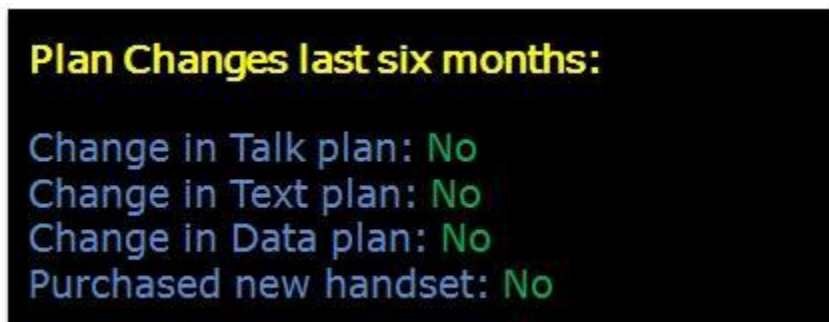 Plan Changes last six months:
Change in Talk plan: No
Change in Text plan: No
Change in Data plan: No
Purchased new handset: No